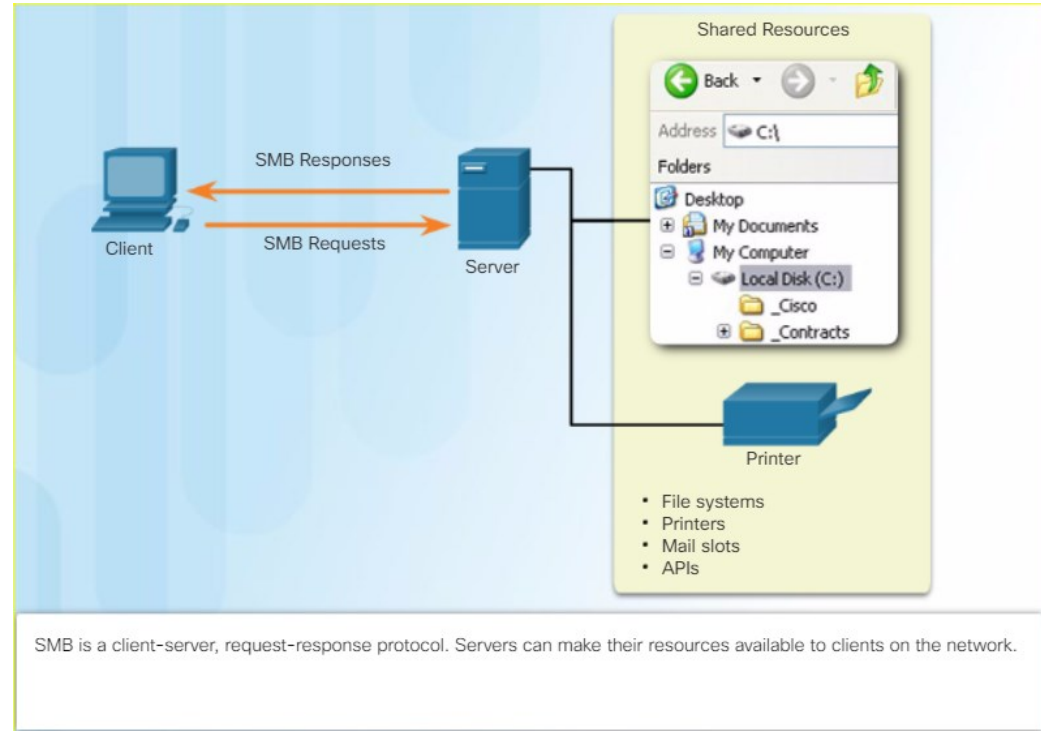 Shared Resources
Back
Address C:\
Folders
Desktop
My Documents
My Computer
Local Disk (C:)
_Cisco
_Contracts
SMB Responses
SMB Requests
Client
Server
Printer
• File systems
• Printers
• Mail slots
• APIs
SMB is a client-server, request-response protocol. Servers can make their resources available to clients on the network.